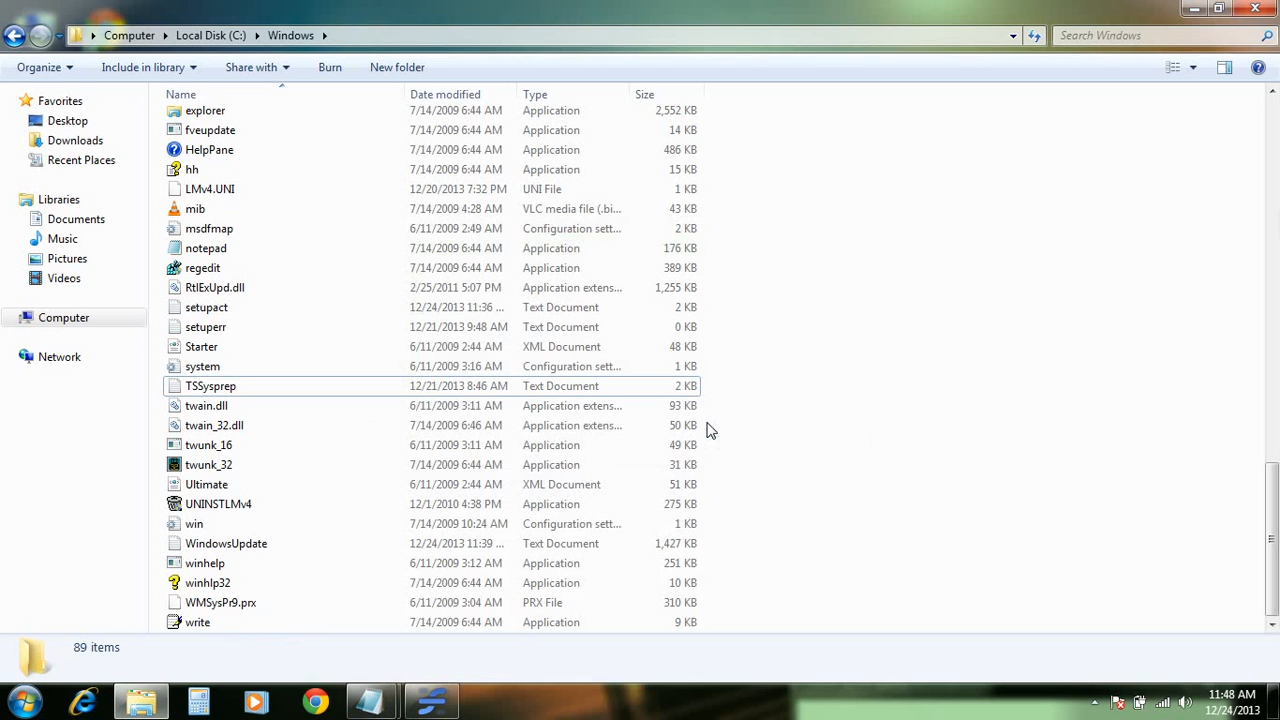 Computer Local Disk (C:) Windows Search Windows
Organize Include in library Share with Burn New folder
Favorites
Desktop
Downloads
Recent Places
Libraries
Documents
Music
Pictures
Videos
Computer
Network
Name Date modified Type Size
explorer 7/14/2009 6:44 AM Application 2,552 KB
fveupdate 7/14/2009 6:44 AM Application 14 KB
HelpPane 7/14/2009 6:44 AM Application 486 KB
hh 7/14/2009 6:44 AM Application 15 KB
LMv4.UNI 12/20/2013 7:32 PM UNI File 1 KB
mib 7/14/2009 4:28 AM VLC media file (.bi... 43 KB
msdfmap 6/11/2009 2:49 AM Configuration sett... 2 KB
notepad 7/14/2009 6:44 AM Application 176 KB
regedit 7/14/2009 6:44 AM Application 389 KB
RtlExUpd.dll 2/25/2011 5:07 PM Application extens... 1,255 KB
setupact 12/24/2013 11:36 ... Text Document 2 KB
setuperr 12/21/2013 9:48 AM Text Document 0 KB
Starter 6/11/2009 2:44 AM XML Document 48 KB
system 6/11/2009 3:16 AM Configuration sett... 1 KB
TSSysprep 12/21/2013 8:46 AM Text Document 2 KB
twain.dll 6/11/2009 3:11 AM Application extens... 93 KB
twain_32.dll 7/14/2009 6:46 AM Application extens... 50 KB
twunk_16 6/11/2009 3:11 AM Application 49 KB
twunk_32 7/14/2009 6:44 AM Application 31 KB
Ultimate 6/11/2009 2:44 AM XML Document 51 KB
UNINSTLMv4 12/1/2010 4:38 PM Application 275 KB
win 7/14/2009 10:24 AM Configuration sett... 1 KB
WindowsUpdate 12/24/2013 11:39 ... Text Document 1,427 KB
winhelp 6/11/2009 3:12 AM Application 251 KB
winhlp32 7/14/2009 6:44 AM Application 10 KB
WMSysPr9.prx 6/11/2009 3:04 AM PRX File 310 KB
write 7/14/2009 6:44 AM Application 9 KB
89 items
11:48 AM
12/24/2013